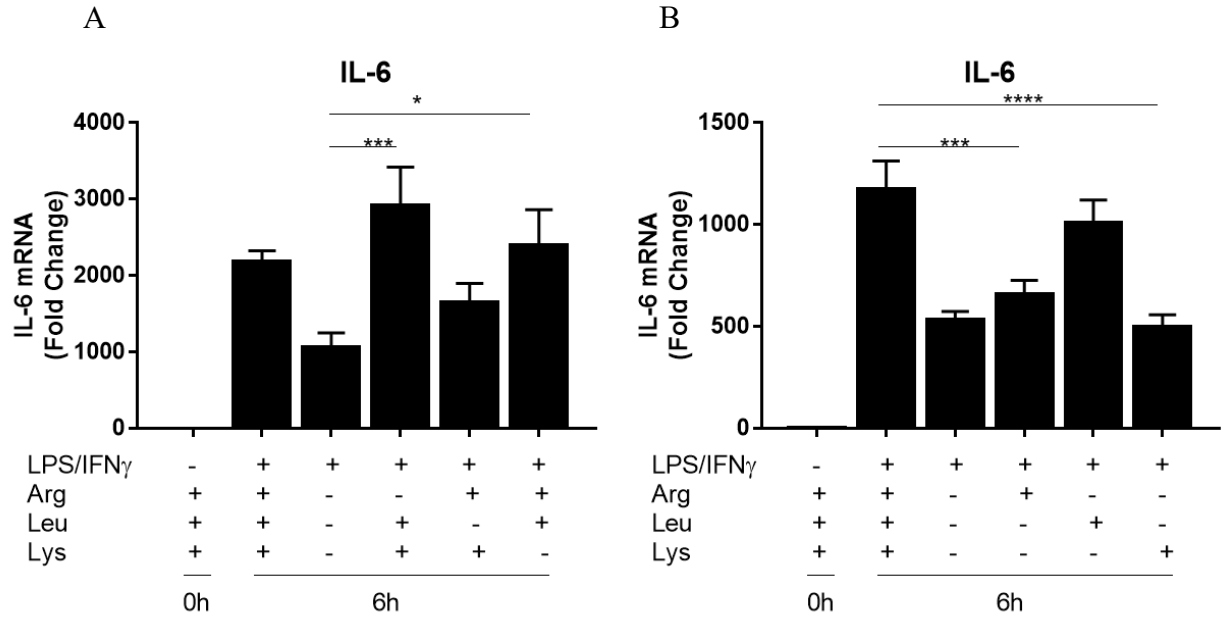 A
IL-6
IL-6 mRNA
(Fold Change)
4000
3000
2000
1000
0
*
***
LPS/IFNγ - + + + + +
Arg + + - - + +
Leu + + - + - +
Lys + + - + + -
0h 6h
B
IL-6
IL-6 mRNA
(Fold Change)
1500
1000
500
0
****
***
LPS/IFNγ - + + + + +
Arg + + - + - -
Leu + + - - + -
Lys + + - - - +
0h 6h